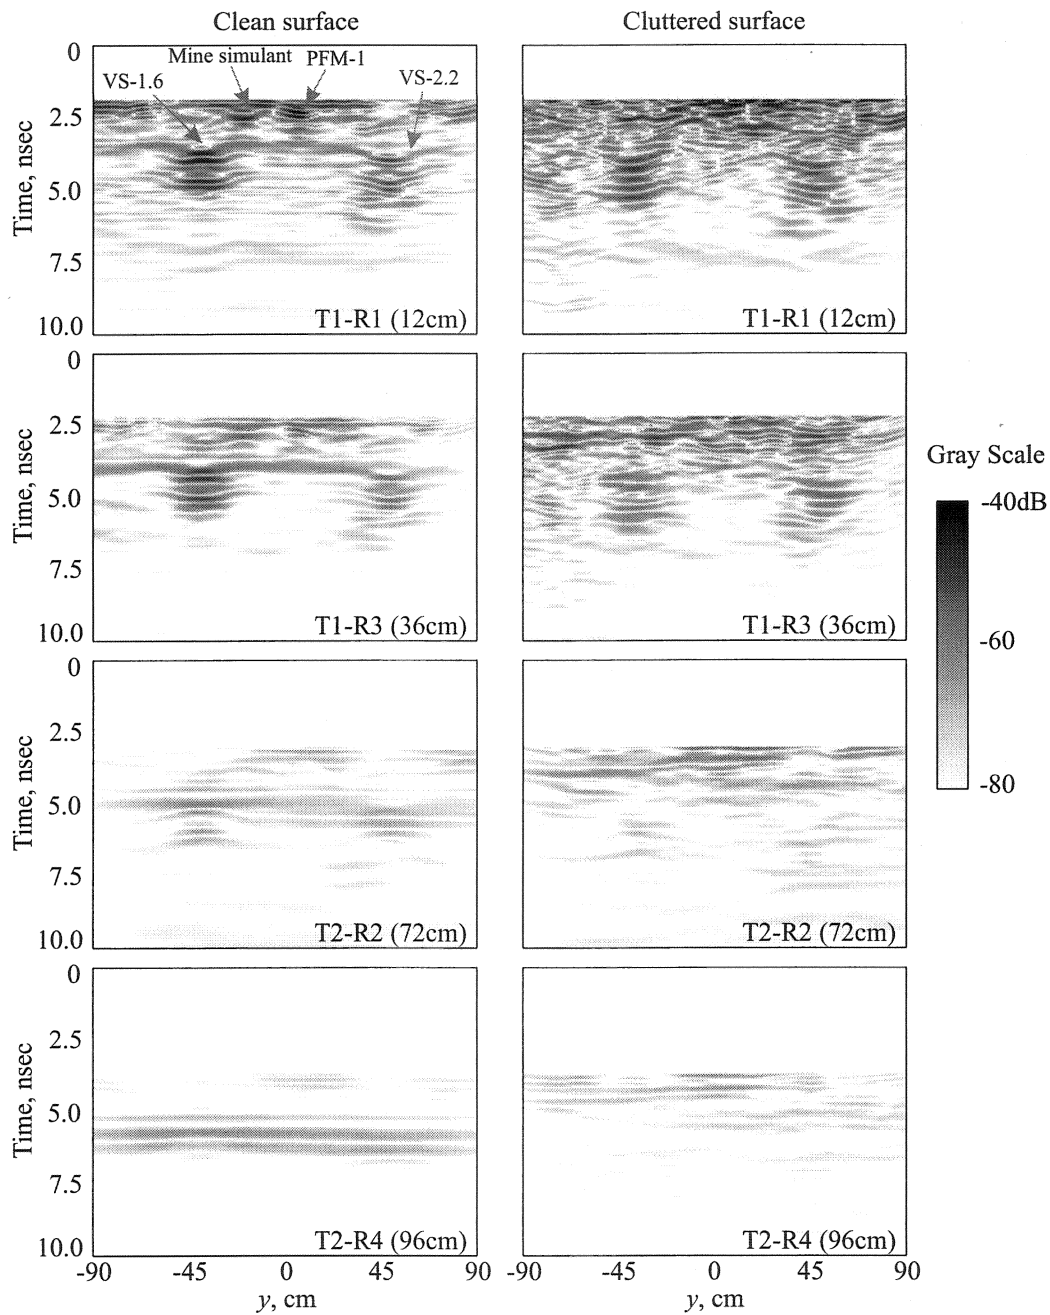 Clean surface
Cluttered surface
0
2.5
5.0
7.5
10.0
Time, nsec
Mine simulant
PFM-1
VS-1.6
VS-2.2
T1-R1 (12cm)
T1-R1 (12cm)
0
2.5
5.0
7.5
10.0
Time, nsec
T1-R3 (36cm)
T1-R3 (36cm)
Gray Scale
-40dB
-60
-80
0
2.5
5.0
7.5
10.0
Time, nsec
T2-R2 (72cm)
T2-R2 (72cm)
0
2.5
5.0
7.5
10.0
Time, nsec
T2-R4 (96cm)
T2-R4 (96cm)
-90 -45 0 45 90
y, cm
-90 -45 0 45 90
y, cm